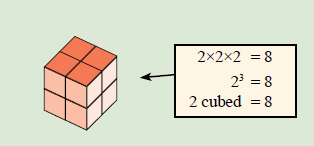 2×2×2 = 8
2³ = 8
2 cubed = 8